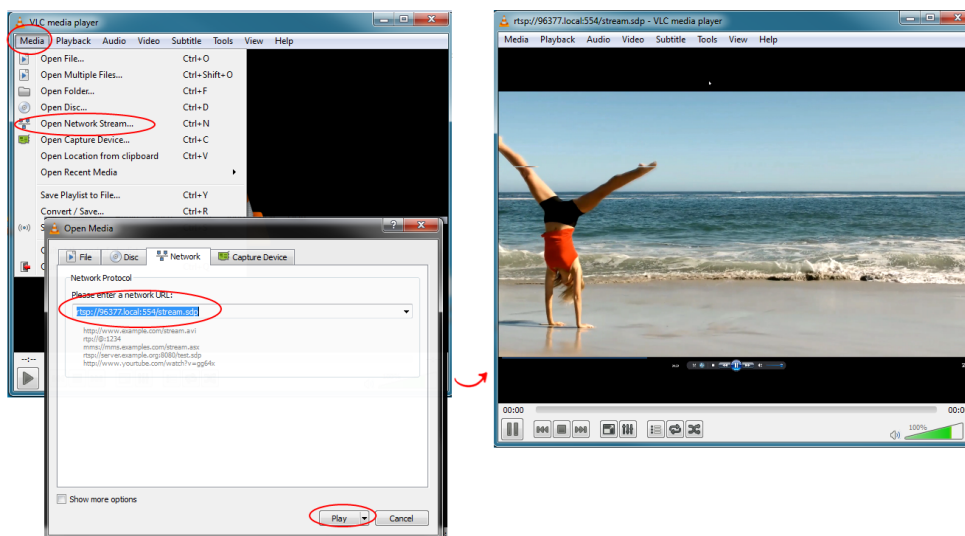 VLC media player
Media Playback Audio Video Subtitle Tools View Help
Open File... Ctrl+O
Open Multiple Files... Ctrl+Shift+O
Open Folder... Ctrl+F
Open Disc... Ctrl+D
Open Network Stream... Ctrl+N
Open Capture Device... Ctrl+C
Open Location from clipboard Ctrl+V
Open Recent Media
Save Playlist to File... Ctrl+Y
Convert / Save... Ctrl+R
Open Media
File Disc Network Capture Device
Network Protocol
Please enter a network URL:
rtsp://96377.local:554/stream.sdp
http://www.example.com/stream.avi
rtp://@:1234
mms://mms.examples.com/stream.asx
rtsp://server.example.org:8080/test.sdp
http://www.youtube.com/watch?v=gg64x
--:--
Show more options
Play Cancel
rtsp://96377.local:554/stream.sdp - VLC media player
Media Playback Audio Video Subtitle Tools View Help
00:00 00:0
100%